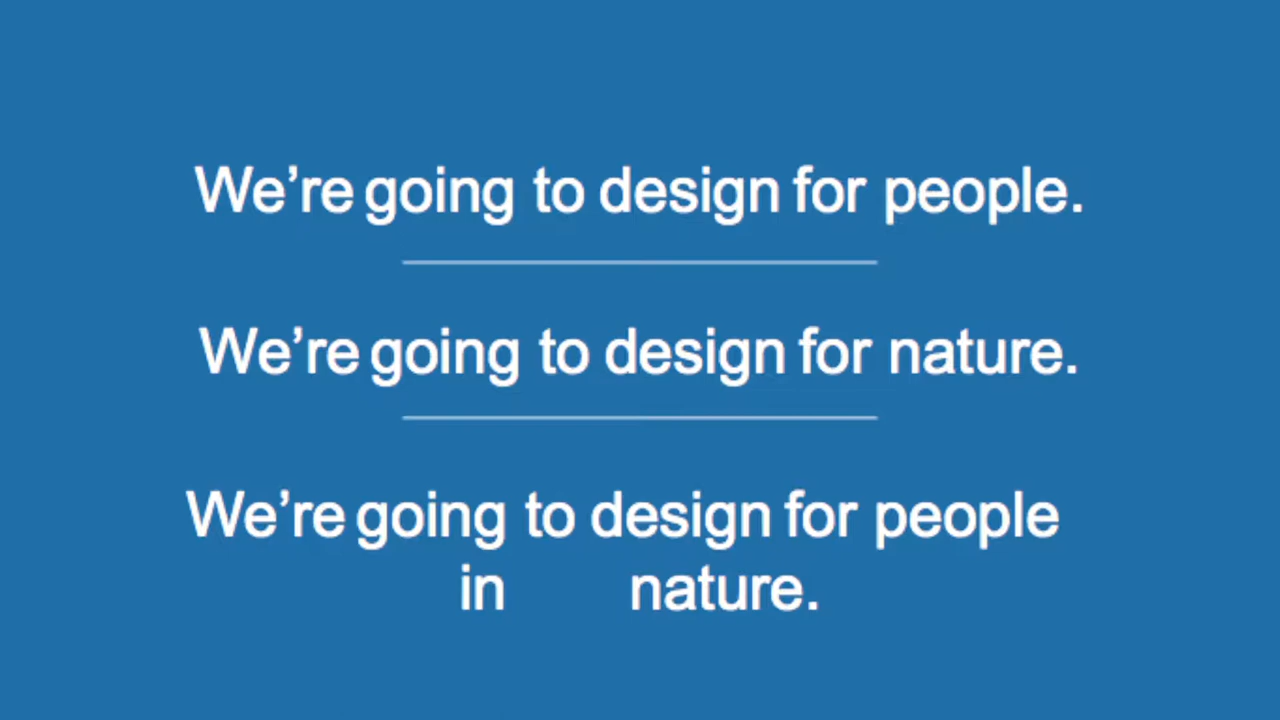 We’re going to design for people.
We’re going to design for nature.
We’re going to design for people
in nature.